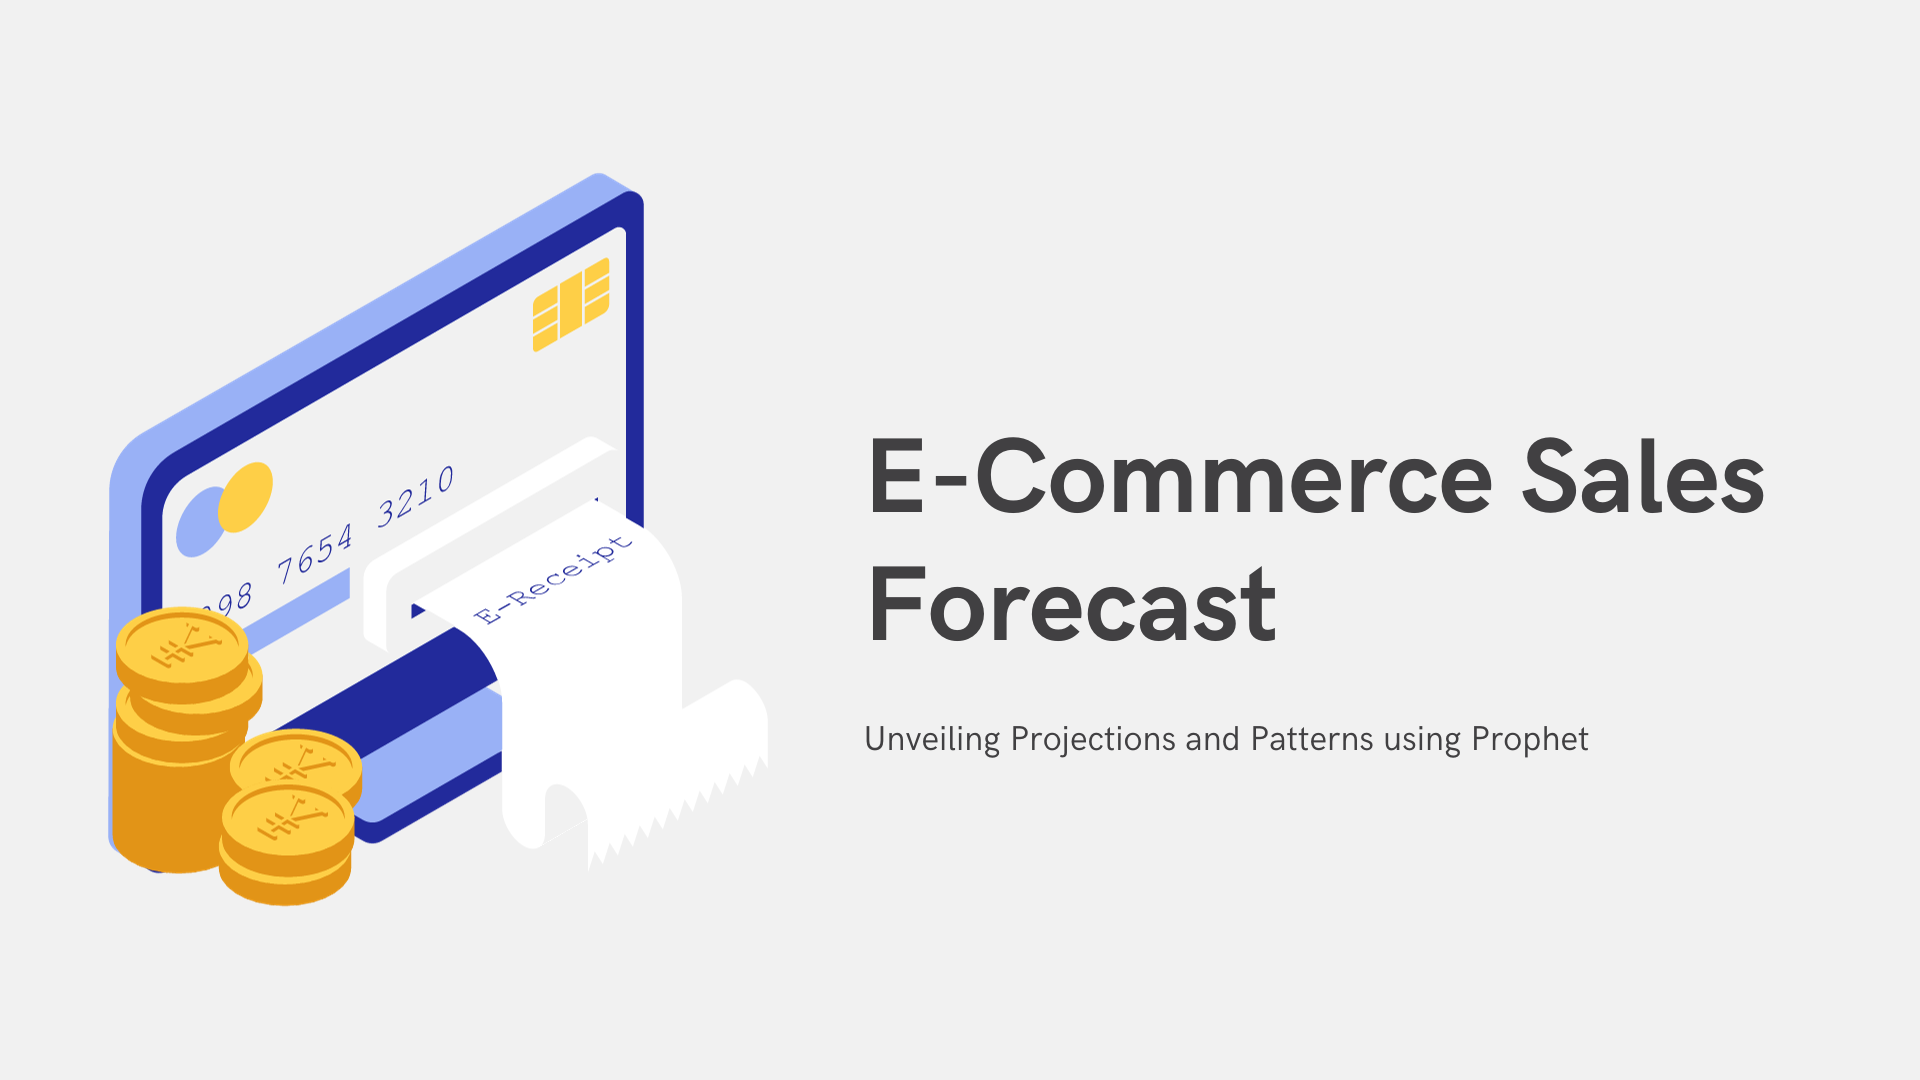 E-Commerce Sales
Forecast
Unveiling Projections and Patterns using Prophet
98 7654 3210
E-Receipt